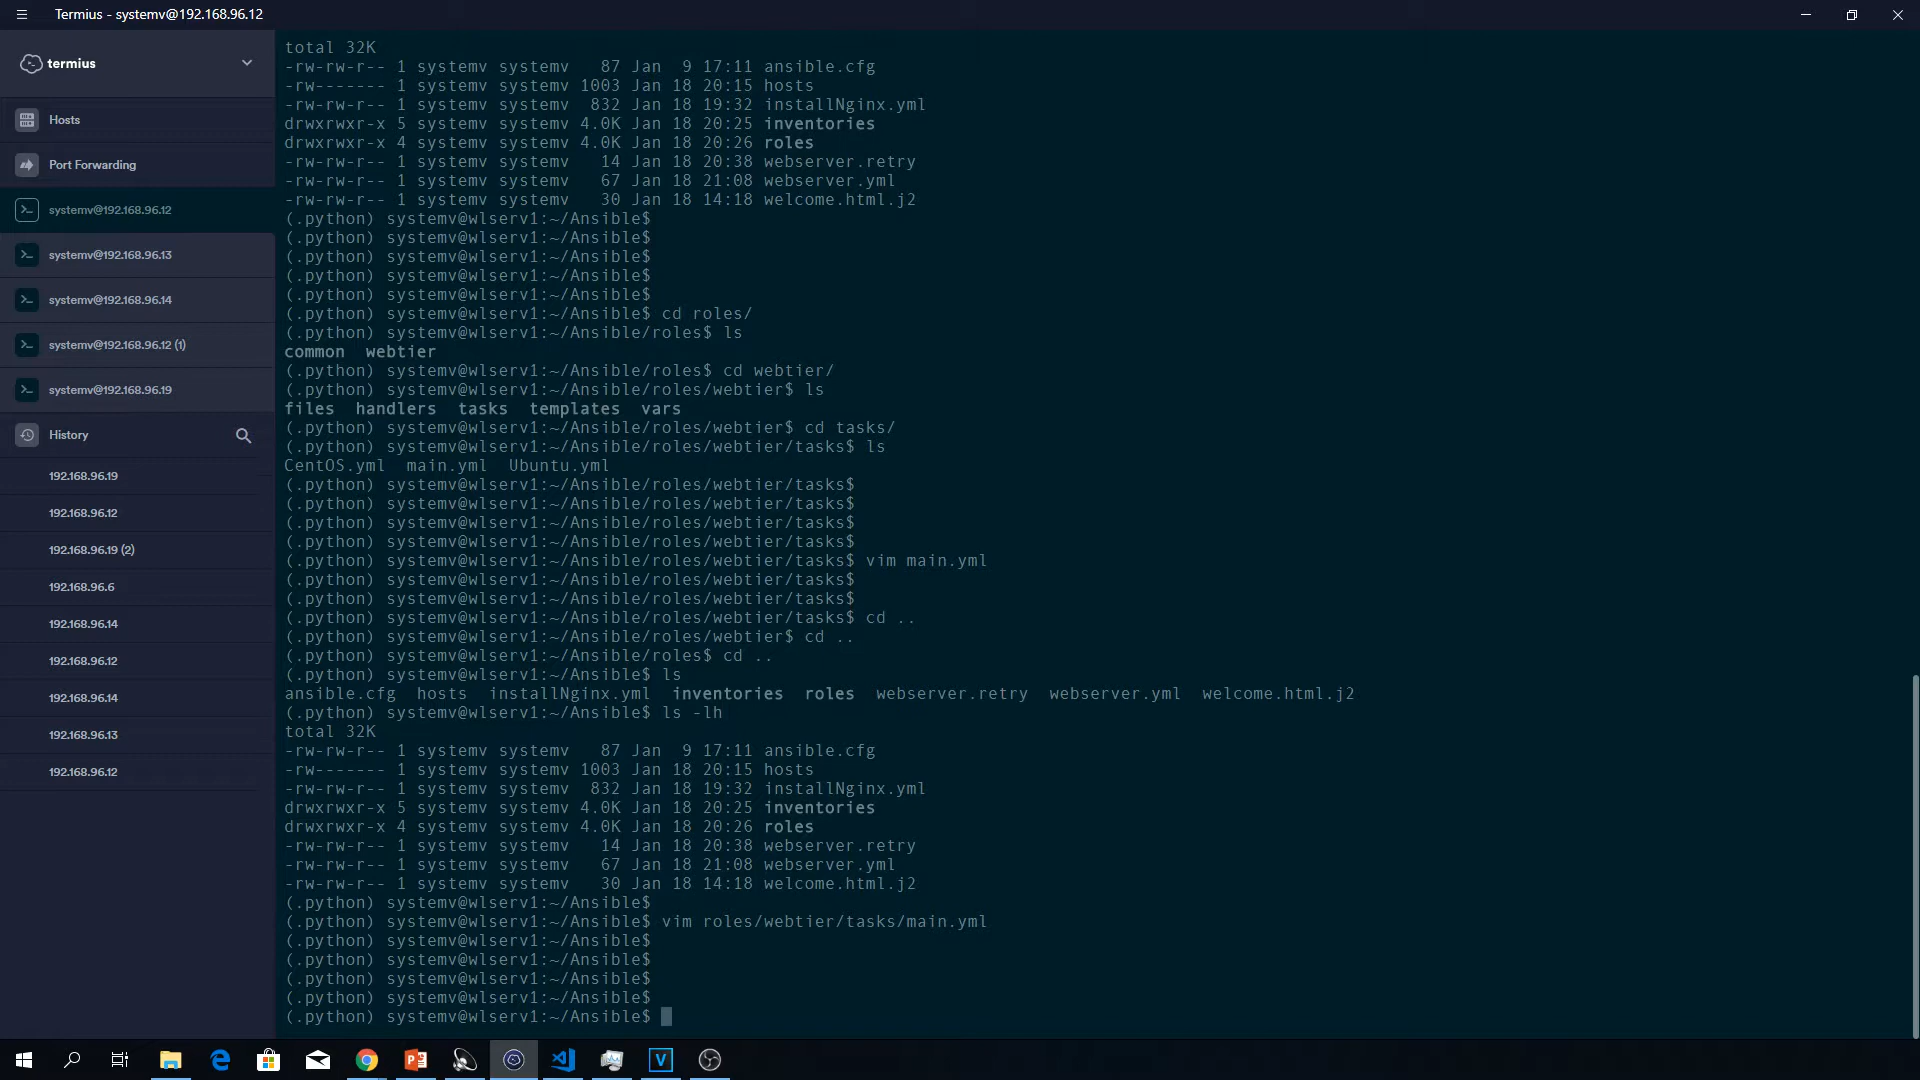 Termius - systemv@192.168.96.12
termius
Hosts
Port Forwarding
systemv@192.168.96.12
systemv@192.168.96.13
systemv@192.168.96.14
systemv@192.168.96.12 (1)
systemv@192.168.96.19
History
192.168.96.19
192.168.96.12
192.168.96.19 (2)
192.168.96.6
192.168.96.14
192.168.96.12
192.168.96.14
192.168.96.13
192.168.96.12
total 32K
-rw-rw-r-- 1 systemv systemv   87 Jan  9 17:11 ansible.cfg
-rw------- 1 systemv systemv 1003 Jan 18 20:15 hosts
-rw-rw-r-- 1 systemv systemv  832 Jan 18 19:32 installNginx.yml
drwxrwxr-x 5 systemv systemv 4.0K Jan 18 20:25 inventories
drwxrwxr-x 4 systemv systemv 4.0K Jan 18 20:26 roles
-rw-rw-r-- 1 systemv systemv   14 Jan 18 20:38 webserver.retry
-rw-rw-r-- 1 systemv systemv   67 Jan 18 21:08 webserver.yml
-rw-rw-r-- 1 systemv systemv   30 Jan 18 14:18 welcome.html.j2
(.python) systemv@wlserv1:~/Ansible$
(.python) systemv@wlserv1:~/Ansible$
(.python) systemv@wlserv1:~/Ansible$
(.python) systemv@wlserv1:~/Ansible$
(.python) systemv@wlserv1:~/Ansible$
(.python) systemv@wlserv1:~/Ansible$ cd roles/
(.python) systemv@wlserv1:~/Ansible/roles$ ls
common  webtier
(.python) systemv@wlserv1:~/Ansible/roles$ cd webtier/
(.python) systemv@wlserv1:~/Ansible/roles/webtier$ ls
files  handlers  tasks  templates  vars
(.python) systemv@wlserv1:~/Ansible/roles/webtier$ cd tasks/
(.python) systemv@wlserv1:~/Ansible/roles/webtier/tasks$ ls
CentOS.yml  main.yml  Ubuntu.yml
(.python) systemv@wlserv1:~/Ansible/roles/webtier/tasks$
(.python) systemv@wlserv1:~/Ansible/roles/webtier/tasks$
(.python) systemv@wlserv1:~/Ansible/roles/webtier/tasks$
(.python) systemv@wlserv1:~/Ansible/roles/webtier/tasks$
(.python) systemv@wlserv1:~/Ansible/roles/webtier/tasks$ vim main.yml
(.python) systemv@wlserv1:~/Ansible/roles/webtier/tasks$
(.python) systemv@wlserv1:~/Ansible/roles/webtier/tasks$
(.python) systemv@wlserv1:~/Ansible/roles/webtier/tasks$ cd ..
(.python) systemv@wlserv1:~/Ansible/roles/webtier$ cd ..
(.python) systemv@wlserv1:~/Ansible/roles$ cd ..
(.python) systemv@wlserv1:~/Ansible$ ls
ansible.cfg  hosts  installNginx.yml  inventories  roles  webserver.retry  webserver.yml  welcome.html.j2
(.python) systemv@wlserv1:~/Ansible$ ls -lh
total 32K
-rw-rw-r-- 1 systemv systemv   87 Jan  9 17:11 ansible.cfg
-rw------- 1 systemv systemv 1003 Jan 18 20:15 hosts
-rw-rw-r-- 1 systemv systemv  832 Jan 18 19:32 installNginx.yml
drwxrwxr-x 5 systemv systemv 4.0K Jan 18 20:25 inventories
drwxrwxr-x 4 systemv systemv 4.0K Jan 18 20:26 roles
-rw-rw-r-- 1 systemv systemv   14 Jan 18 20:38 webserver.retry
-rw-rw-r-- 1 systemv systemv   67 Jan 18 21:08 webserver.yml
-rw-rw-r-- 1 systemv systemv   30 Jan 18 14:18 welcome.html.j2
(.python) systemv@wlserv1:~/Ansible$
(.python) systemv@wlserv1:~/Ansible$ vim roles/webtier/tasks/main.yml
(.python) systemv@wlserv1:~/Ansible$
(.python) systemv@wlserv1:~/Ansible$
(.python) systemv@wlserv1:~/Ansible$
(.python) systemv@wlserv1:~/Ansible$
(.python) systemv@wlserv1:~/Ansible$